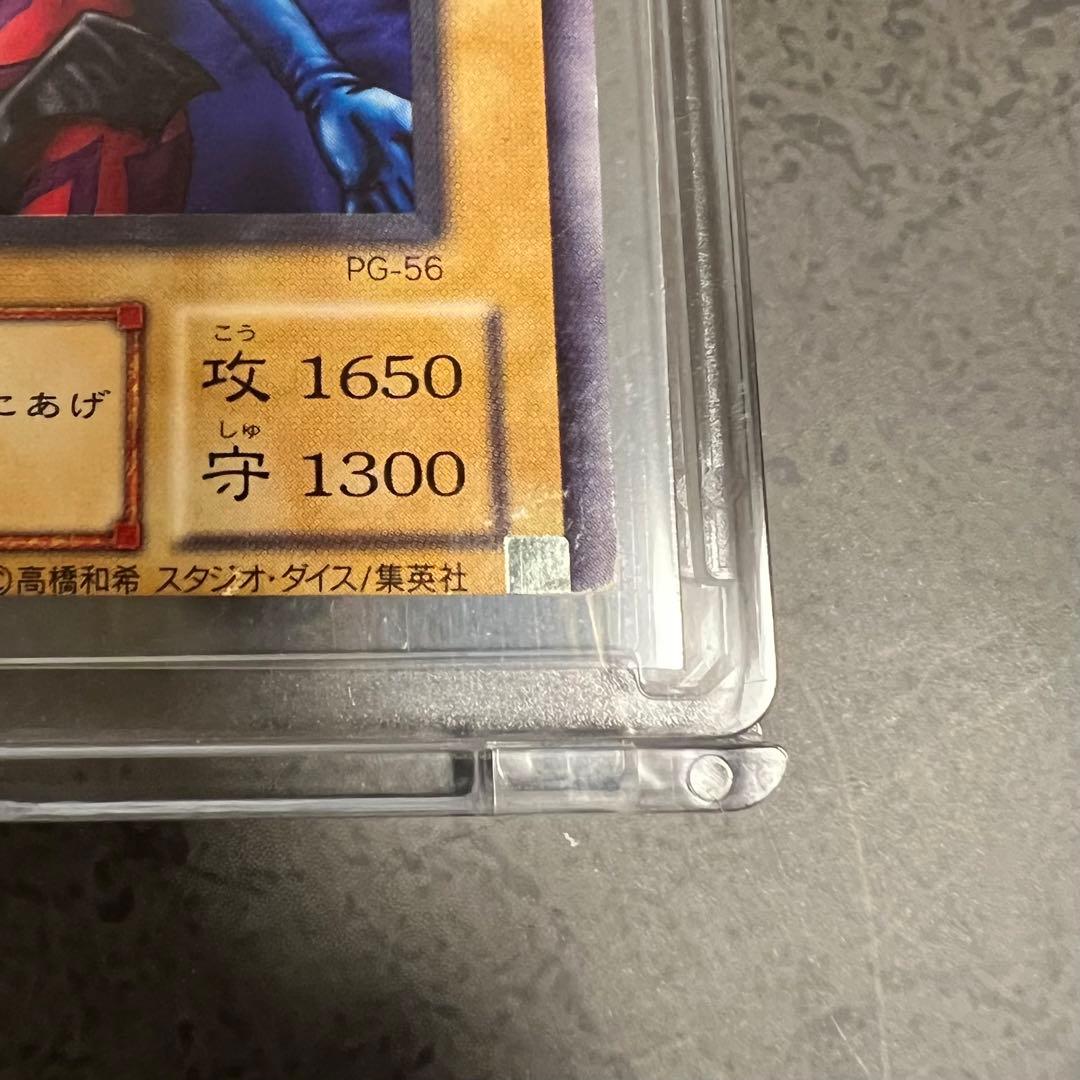 PG-56
こう
攻 1650
こあげ
しゅ
守 1300
©高橋和希 スタジオ・ダイス/集英社